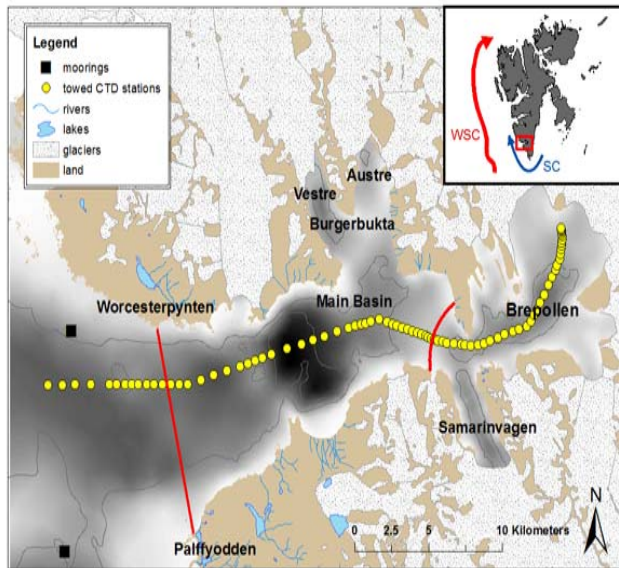 Legend
moorings
towed CTD stations
rivers
lakes
glaciers
land
WSC
SC
Austre
Vestre
Burgerbukta
Main Basin
Worcesterpynten
Brepollen
Samarinvagen
Palffyodden
N
0 2.5 5 10 Kilometers